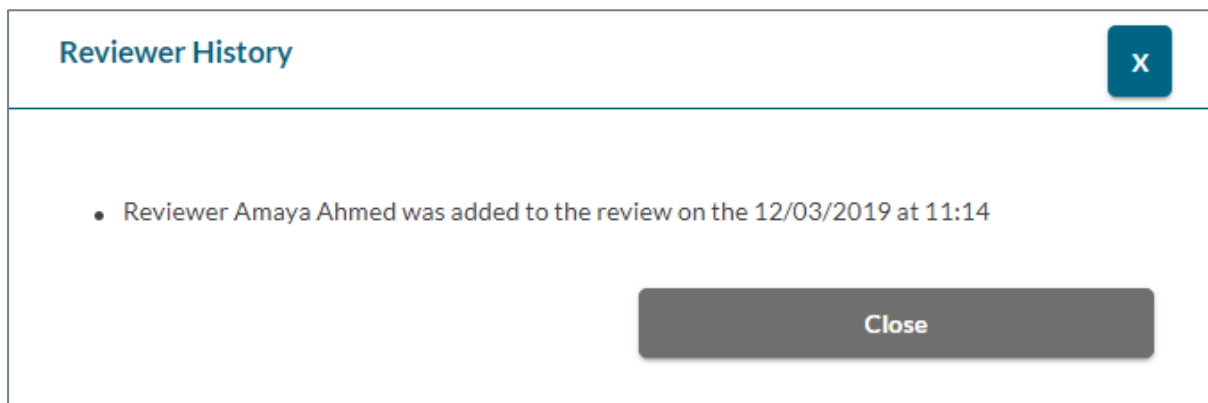 Reviewer History
X
• Reviewer Amaya Ahmed was added to the review on the 12/03/2019 at 11:14
Close